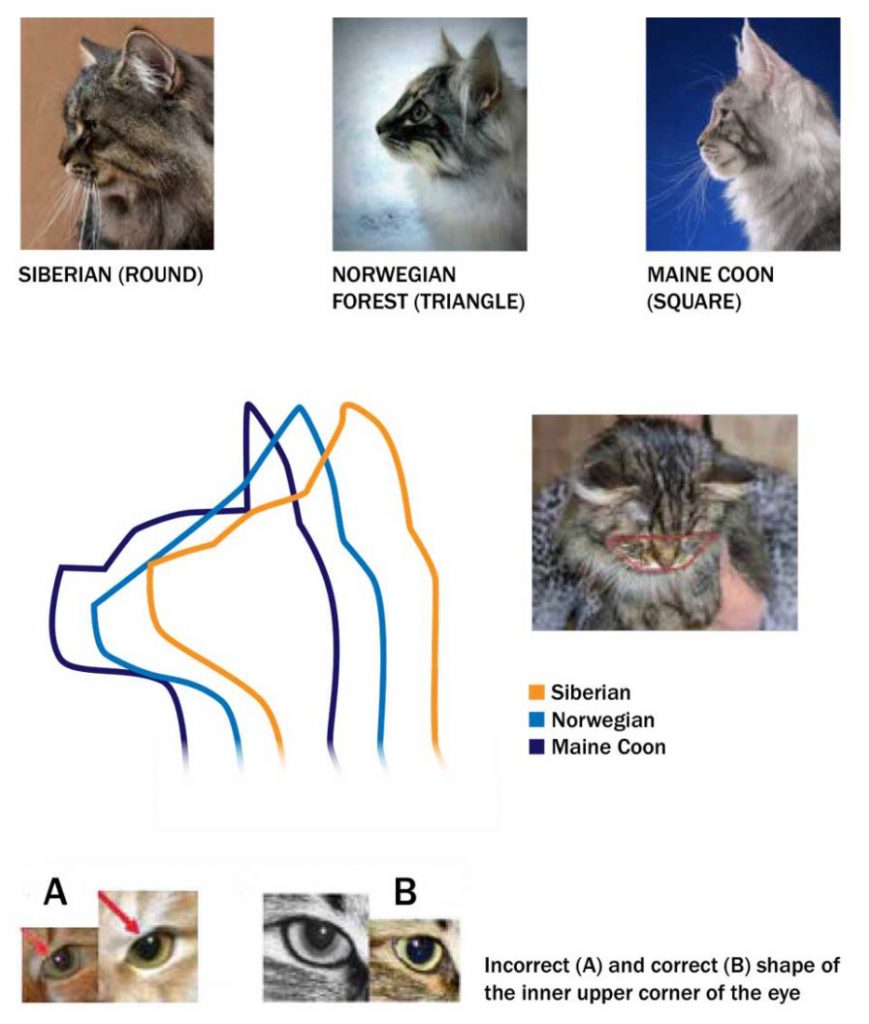 SIBERIAN (ROUND)
NORWEGIAN
FOREST (TRIANGLE)
MAINE COON
(SQUARE)
Siberian
Norwegian
Maine Coon
A
B
Incorrect (A) and correct (B) shape of
the inner upper corner of the eye